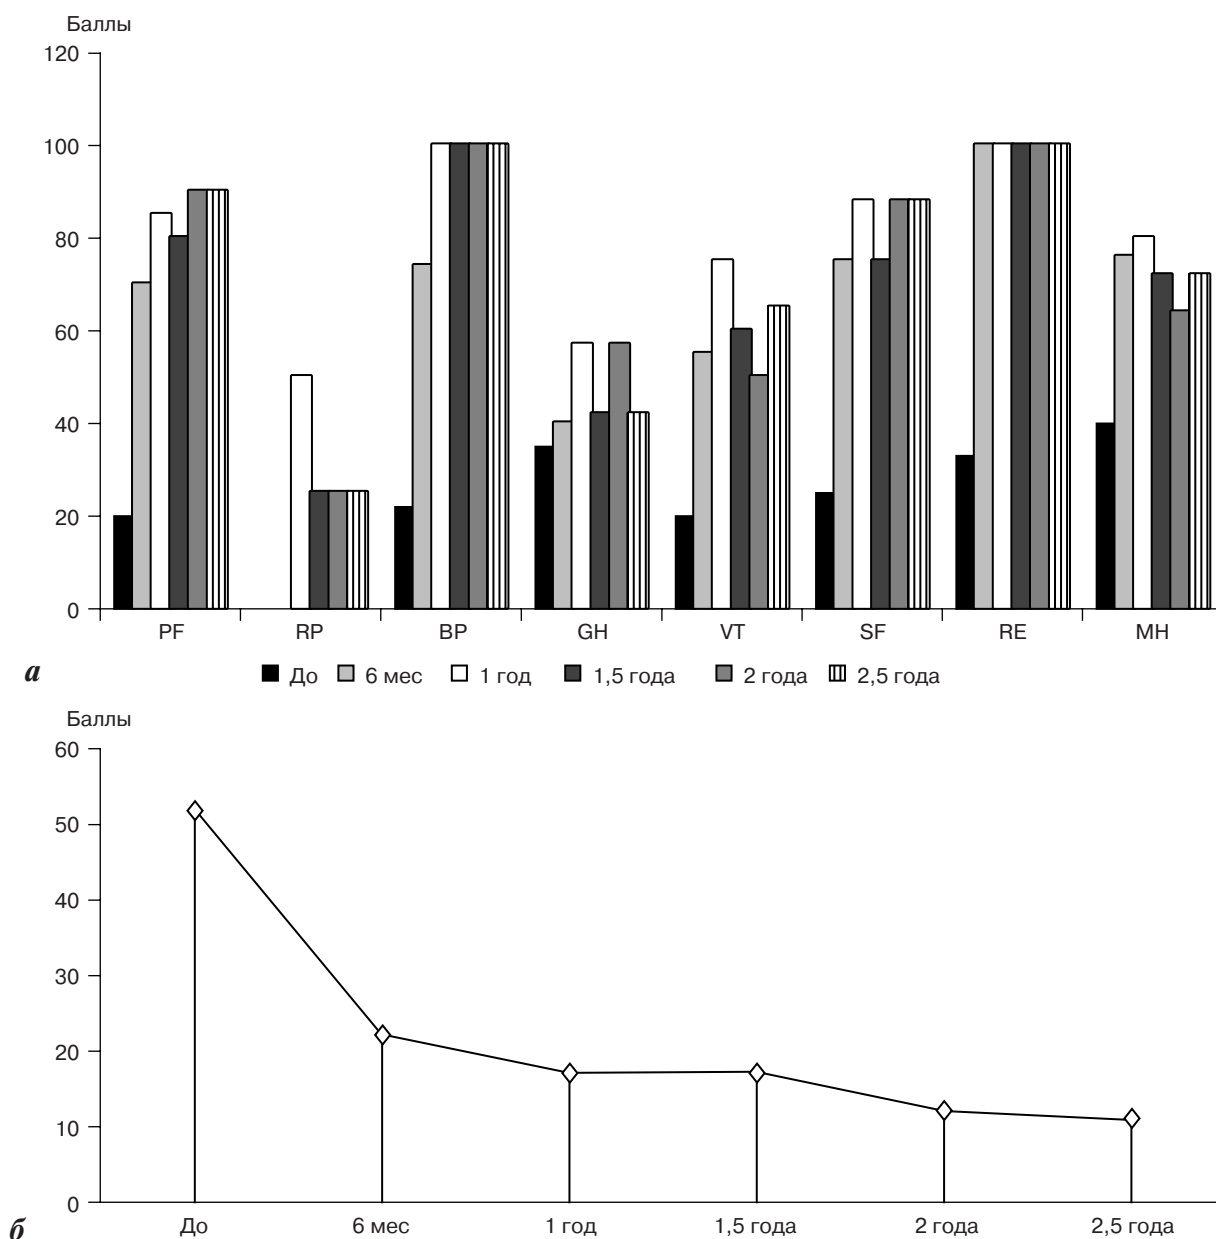 Баллы
120
100
80
60
40
20
0
PF RP BP GH VT SF RE MH
а
До 6 мес 1 год 1,5 года 2 года 2,5 года
Баллы
60
50
40
30
20
10
0
До 6 мес 1 год 1,5 года 2 года 2,5 года
б